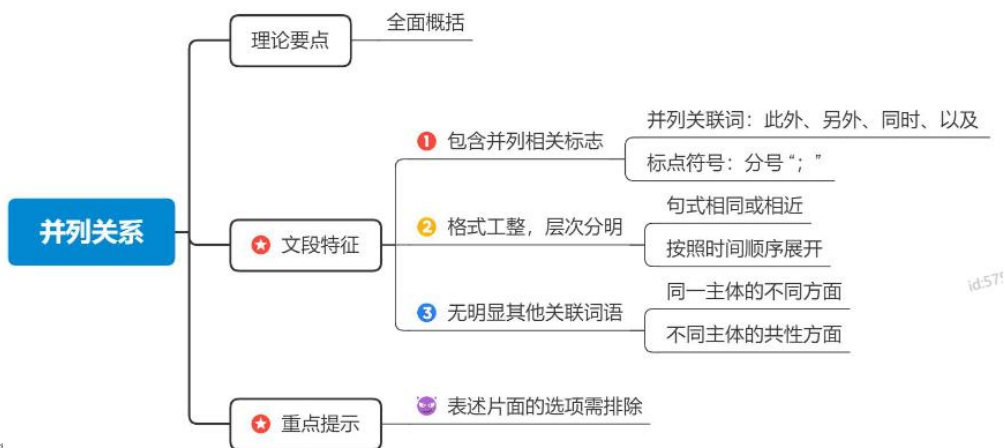 理论要点
全面概括
并列关系
文段特征
1 包含并列相关标志
并列关联词：此外、另外、同时、以及
标点符号：分号“；”
2 格式工整，层次分明
句式相同或相近
按照时间顺序展开
3 无明显其他关联词语
同一主体的不同方面
不同主体的共性方面
重点提示
表述片面的选项需排除